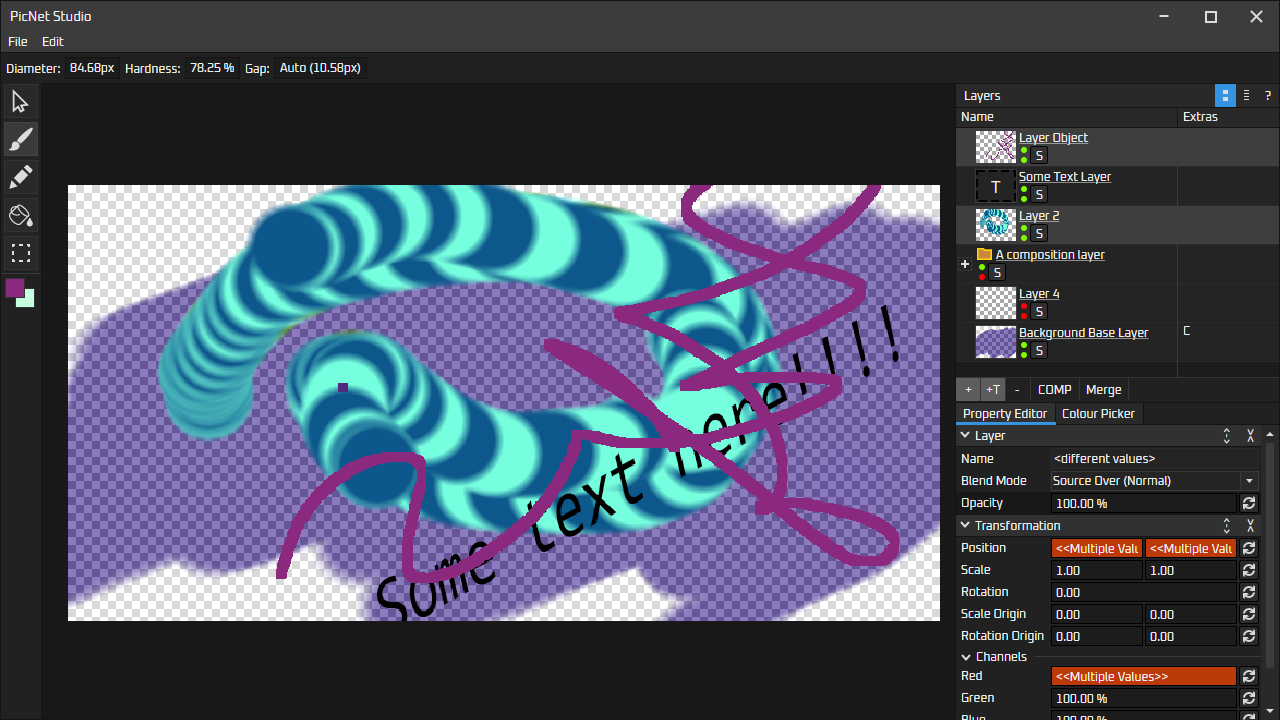 PicNet Studio
File Edit
Diameter: 84.68px Hardness: 78.25 % Gap: Auto (10.58px)
Layers ?
Name Extras
Layer Object
S
Some Text Layer
T S
Layer 2
S
A composition layer
S
Layer 4
S
Background Base Layer
S
Some text here!!!!!
+ +T - COMP Merge
Property Editor Colour Picker
Layer
Name <different values>
Blend Mode Source Over (Normal)
Opacity 100.00 %
Transformation
Position <<Multiple Valu <<Multiple Valu
Scale 1.00 1.00
Rotation 0.00
Scale Origin 0.00 0.00
Rotation Origin 0.00 0.00
Channels
Red <<Multiple Values>>
Green 100.00 %
Blue 100.00 %